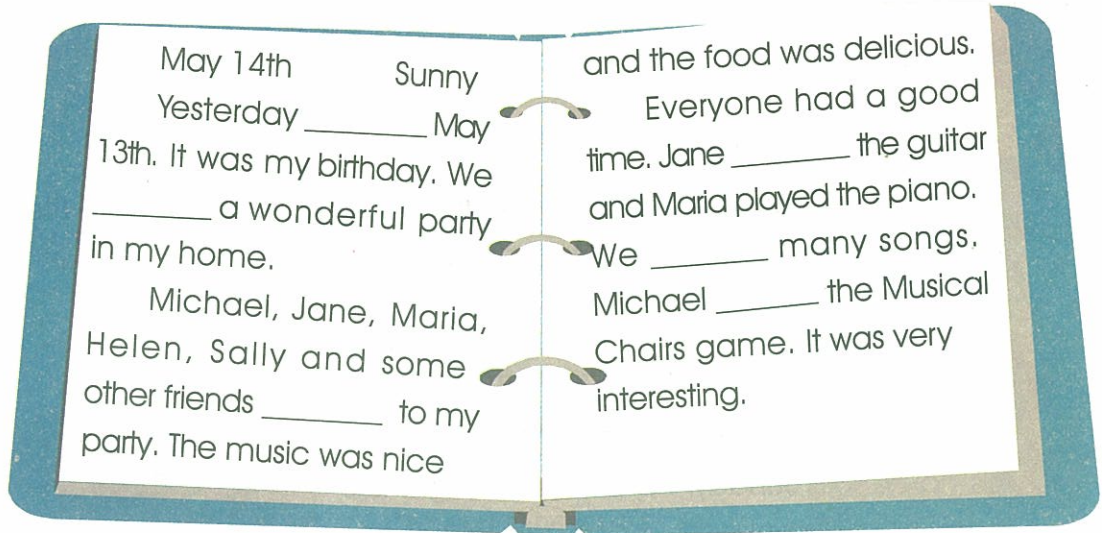 May 14th Sunny
Yesterday ________ May
13th. It was my birthday. We
________ a wonderful party
in my home.
Michael, Jane, Maria,
Helen, Sally and some
other friends ________ to my
party. The music was nice
and the food was delicious.
Everyone had a good
time. Jane ________ the guitar
and Maria played the piano.
We ________ many songs.
Michael ________ the Musical
Chairs game. It was very
interesting.